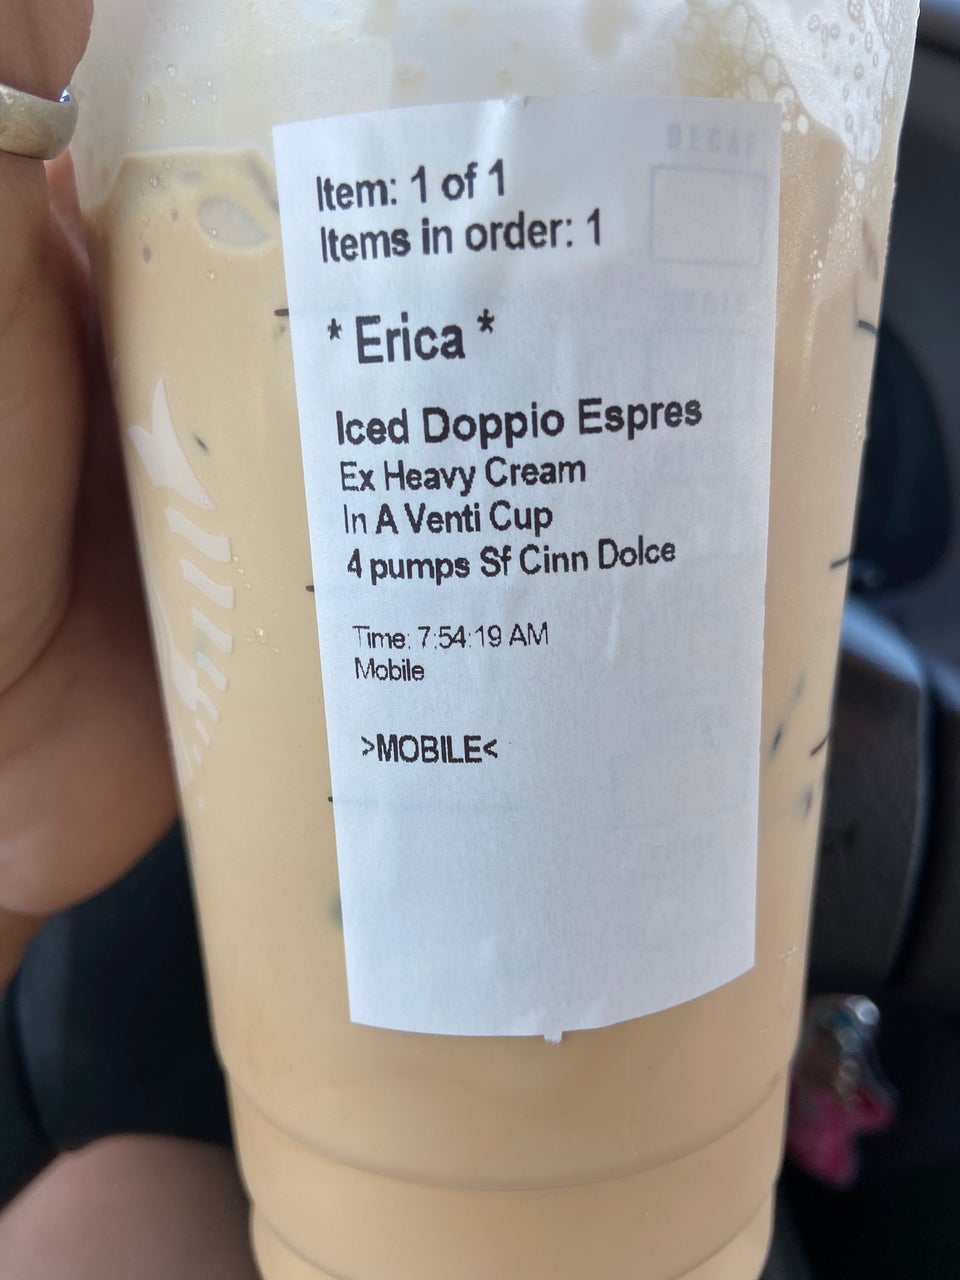 DECAF
Item: 1 of 1
Items in order: 1
* Erica *
Iced Doppio Espres
Ex Heavy Cream
In A Venti Cup
4 pumps Sf Cinn Dolce
Time: 7:54:19 AM
Mobile
>MOBILE<